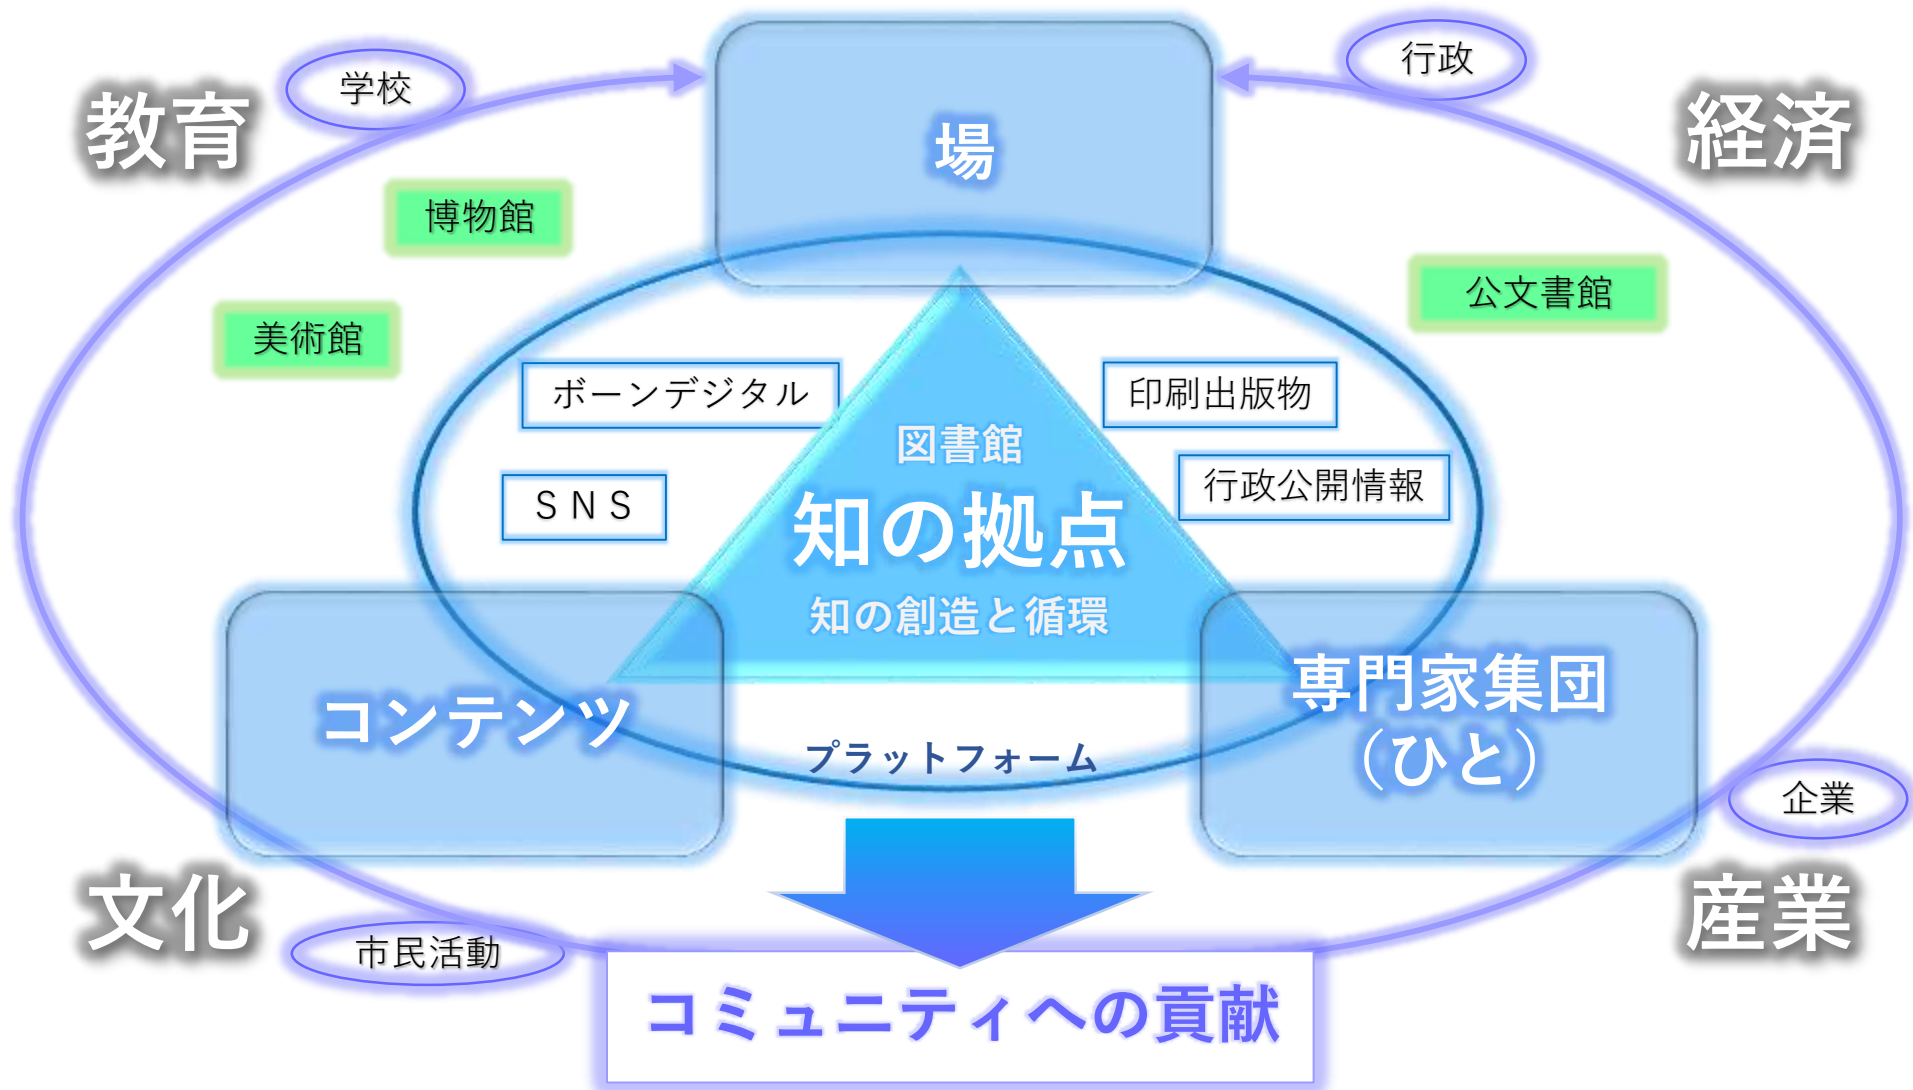 行政
学校
教育
経済
場
博物館
公文書館
美術館
ボーンデジタル
印刷出版物
図書館
行政公開情報
ＳＮＳ
知の拠点
知の創造と循環
専門家集団
（ひと）
コンテンツ
プラットフォーム
企業
文化
産業
市民活動
コミュニティへの貢献